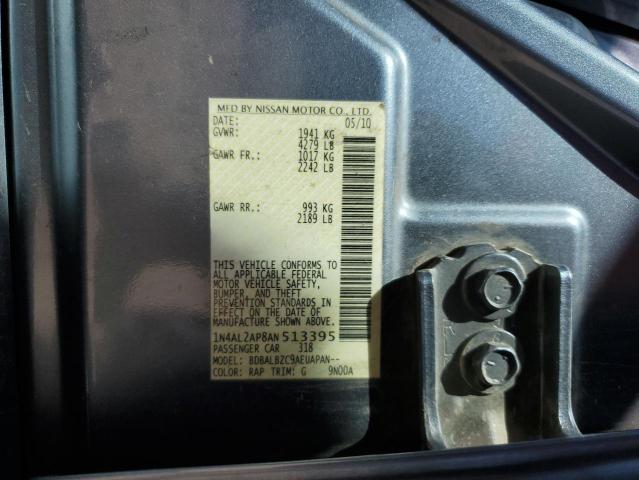 MFD BY NISSAN MOTOR CO., LTD.
DATE: 05/10
GVWR: 1941 KG
4279 LB
GAWR FR.: 1017 KG
2242 LB
GAWR RR.: 993 KG
2189 LB
THIS VEHICLE CONFORMS TO
ALL APPLICABLE FEDERAL
MOTOR VEHICLE SAFETY,
BUMPER, AND THEFT
PREVENTION STANDARDS IN
EFFECT ON THE DATE OF
MANUFACTURE SHOWN ABOVE.
1N4AL2AP8AN513395
PASSENGER CAR 318
MODEL: BDBALBZC9AEUAPAN--
COLOR: RAP TRIM: G 9N00A